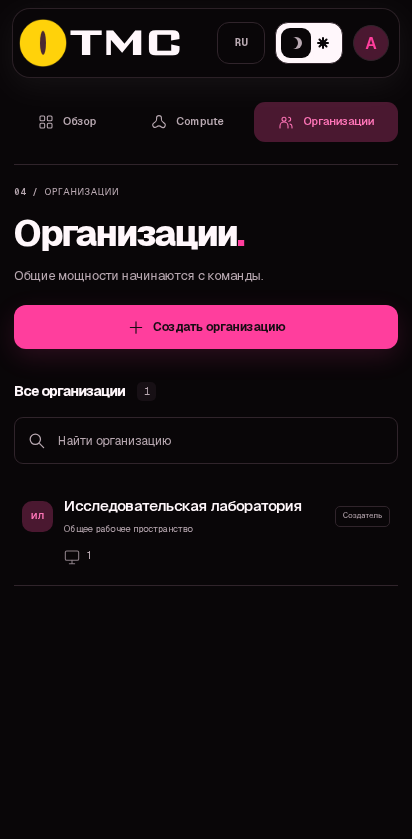 TMC
RU
A
Обзор
Compute
Организации
04 / ОРГАНИЗАЦИИ
Организации.
Общие мощности начинаются с команды.
Создать организацию
Все организации 1
Найти организацию
ИЛ
Исследовательская лаборатория
Общее рабочее пространство
Создатель
1